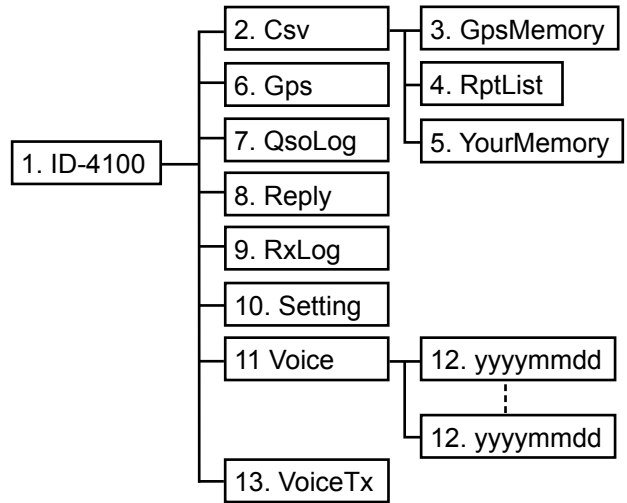 1. ID-4100
2. Csv
3. GpsMemory
4. RptList
5. YourMemory
6. Gps
7. QsoLog
8. Reply
9. RxLog
10. Setting
11 Voice
12. yyyymmdd
12. yyyymmdd
13. VoiceTx